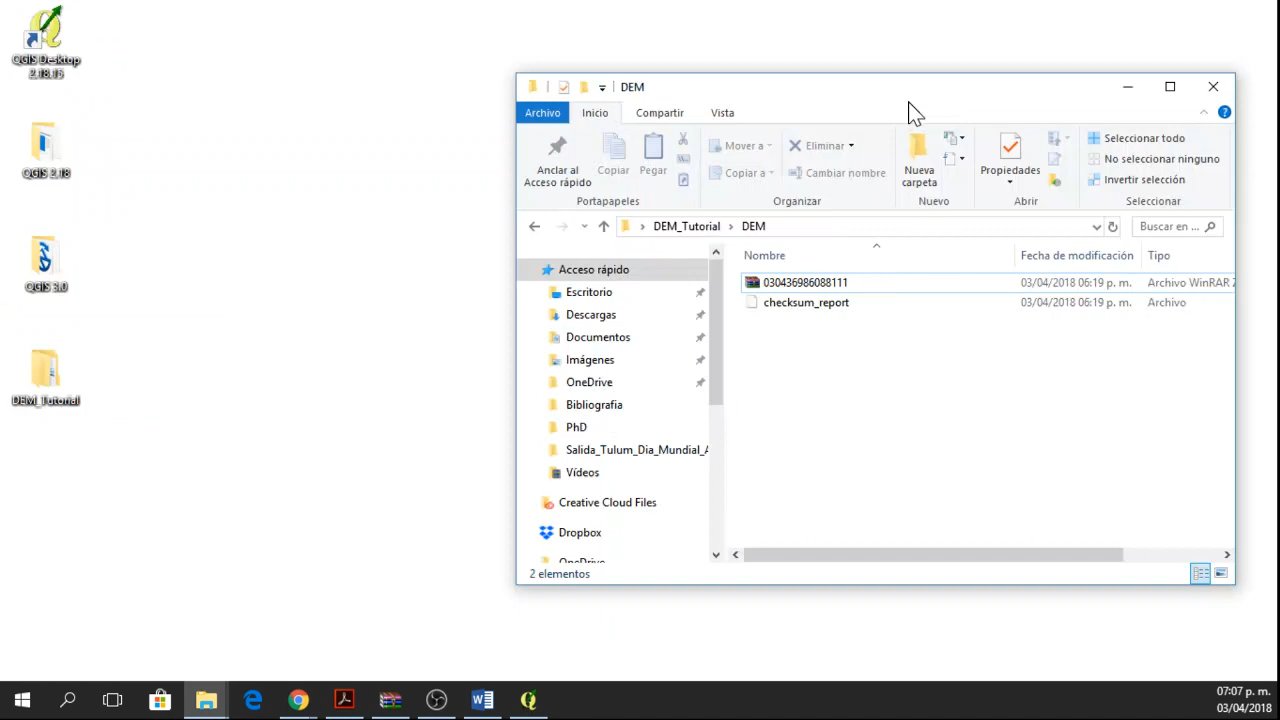 QGIS Desktop
2.18.15
QGIS 2.18
QGIS 3.0
DEM_Tutorial
DEM
Archivo
Inicio
Compartir
Vista
Anclar al
Acceso rápido
Copiar
Pegar
Portapapeles
Mover a
Copiar a
Eliminar
Cambiar nombre
Organizar
Nueva
carpeta
Nuevo
Propiedades
Abrir
Seleccionar todo
No seleccionar ninguno
Invertir selección
Seleccionar
DEM_Tutorial > DEM
Buscar en ...
Acceso rápido
Escritorio
Descargas
Documentos
Imágenes
OneDrive
Bibliografia
PhD
Salida_Tulum_Dia_Mundial_A
Vídeos
Creative Cloud Files
Dropbox
OneDrive
Nombre Fecha de modificación Tipo
030436986088111 03/04/2018 06:19 p. m. Archivo WinRAR Z
checksum_report 03/04/2018 06:19 p. m. Archivo
2 elementos
07:07 p. m.
03/04/2018